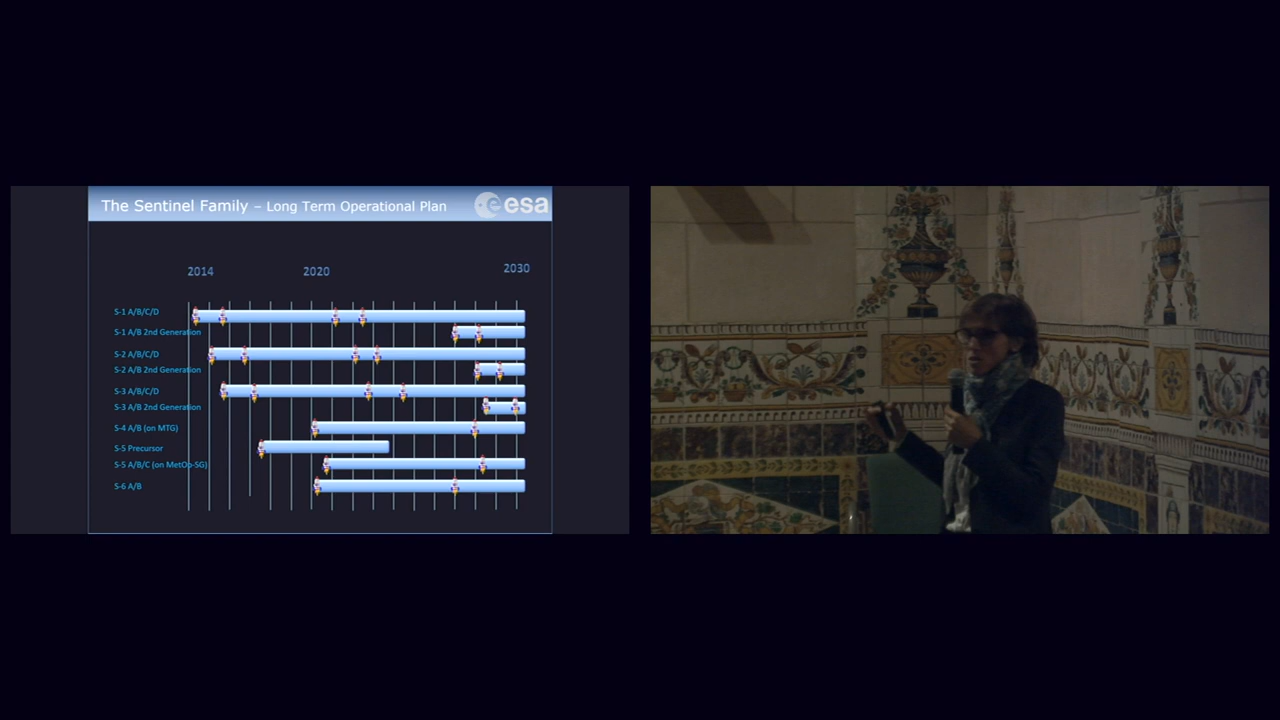 The Sentinel Family – Long Term Operational Plan
esa
2014 2020 2030
S-1 A/B/C/D
S-1 A/B 2nd Generation
S-2 A/B/C/D
S-2 A/B 2nd Generation
S-3 A/B/C/D
S-3 A/B 2nd Generation
S-4 A/B (on MTG)
S-5 Precursor
S-5 A/B/C (on MetOp-SG)
S-6 A/B